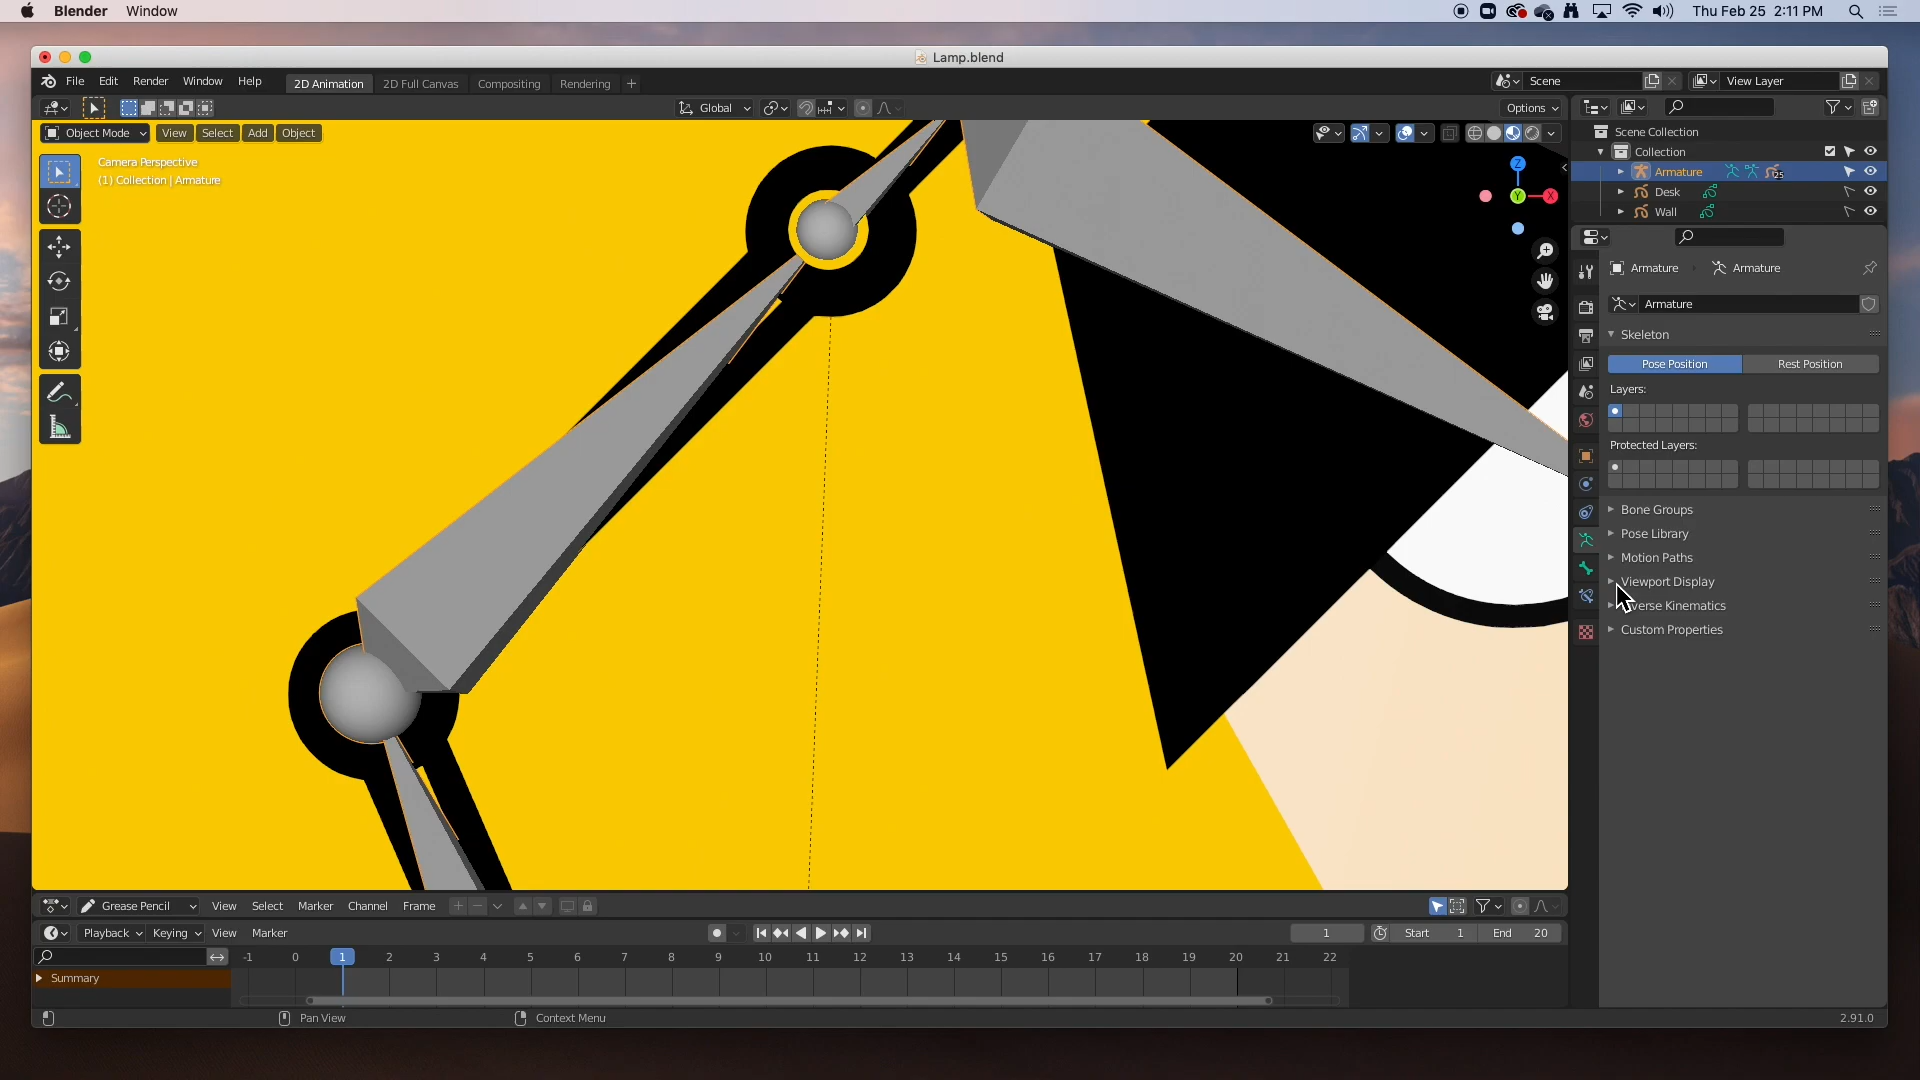 Blender Window
Thu Feb 25 2:11 PM
Lamp.blend
File Edit Render Window Help
2D Animation 2D Full Canvas Compositing Rendering +
Scene
View Layer
Global
Options
Object Mode View Select Add Object
Camera Perspective
(1) Collection | Armature
Z
Y
X
Scene Collection
Collection
Armature
25
Desk
Wall
Armature Armature
Armature
Skeleton
Pose Position Rest Position
Layers:
Protected Layers:
Bone Groups
Pose Library
Motion Paths
Viewport Display
verse Kinematics
Custom Properties
Grease Pencil View Select Marker Channel Frame
Playback Keying View Marker
1 Start 1 End 20
-1 0 1 2 3 4 5 6 7 8 9 10 11 12 13 14 15 16 17 18 19 20 21 22
Summary
Pan View Context Menu
2.91.0